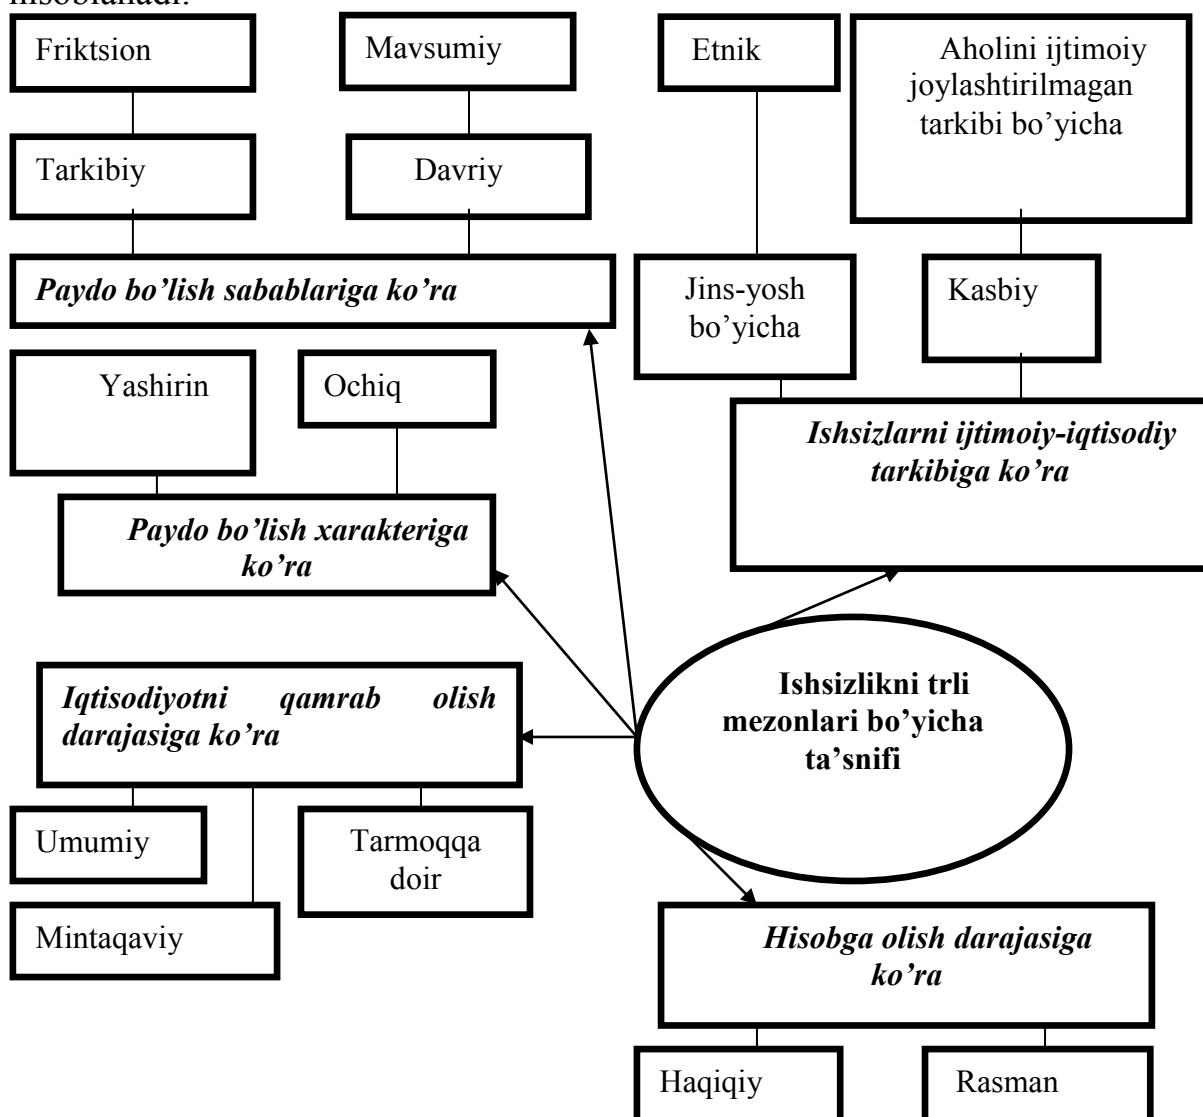 hisoblanadi.
Friktsion
Mavsumiy
Etnik
Aholini ijtimoiy
joylashtirilmagan
tarkibi bo’yicha
Tarkibiy
Davriy
Paydo bo’lish sabablariga ko’ra
Jins-yosh
bo’yicha
Kasbiy
Yashirin
Ochiq
Ishsizlarni ijtimoiy-iqtisodiy
tarkibiga ko’ra
Paydo bo’lish xarakteriga
ko’ra
Iqtisodiyotni qamrab olish
darajasiga ko’ra
Ishsizlikni trli
mezonlari bo’yicha
ta’snifi
Umumiy
Tarmoqqa
doir
Mintaqaviy
Hisobga olish darajasiga
ko’ra
Haqiqiy
Rasman